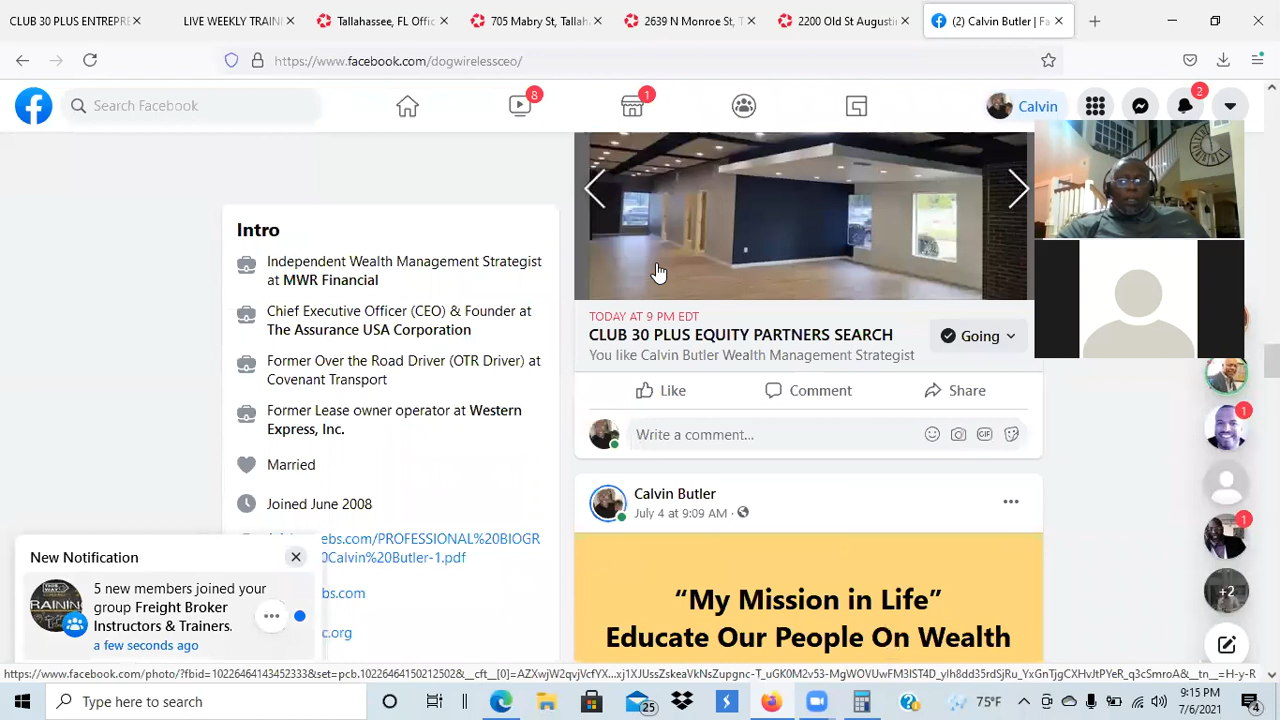 CLUB 30 PLUS ENTREPRE
LIVE WEEKLY TRAINI
Tallahassee, FL Offic
705 Mabry St, Tallah
2639 N Monroe St, T
2200 Old St Augustin
(2) Calvin Butler | Fa
https://www.facebook.com/dogwirelessceo/
Search Facebook
8
1
Calvin
2
Intro
Independent Wealth Management Strategist
at MWR Financial
Chief Executive Officer (CEO) & Founder at
The Assurance USA Corporation
Former Over the Road Driver (OTR Driver) at
Covenant Transport
Former Lease owner operator at Western
Express, Inc.
Married
Joined June 2008
ebs.com/PROFESSIONAL%20BIOGR
0Calvin%20Butler-1.pdf
bs.com
c.org
New Notification
5 new members joined your
group Freight Broker
Instructors & Trainers.
a few seconds ago
TODAY AT 9 PM EDT
CLUB 30 PLUS EQUITY PARTNERS SEARCH
You like Calvin Butler Wealth Management Strategist
Going
Like
Comment
Share
Write a comment...
GIF
Calvin Butler
July 4 at 9:09 AM
“My Mission in Life”
Educate Our People On Wealth
1
1
+2
Type here to search
25
75°F
9:15 PM
7/6/2021
4